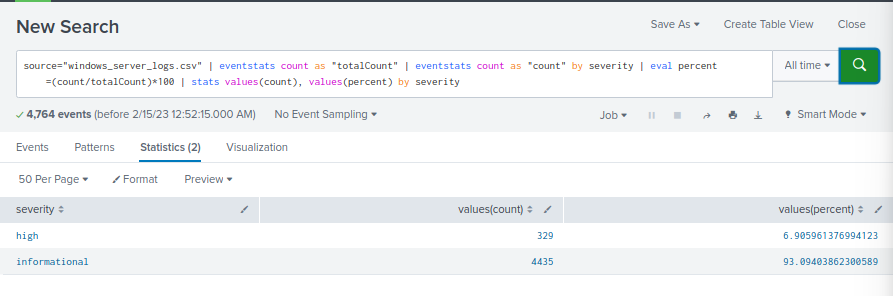 New Search
Save As ▾ Create Table View Close
source="windows_server_logs.csv" | eventstats count as "totalCount" | eventstats count as "count" by severity | eval percent
=(count/totalCount)*100 | stats values(count), values(percent) by severity
All time ▾
✓ 4,764 events (before 2/15/23 12:52:15.000 AM) No Event Sampling ▾
Job ▾ Smart Mode ▾
Events Patterns Statistics (2) Visualization
50 Per Page ▾ Format Preview ▾
severity values(count) values(percent)
high 329 6.905961376994123
informational 4435 93.09403862300589